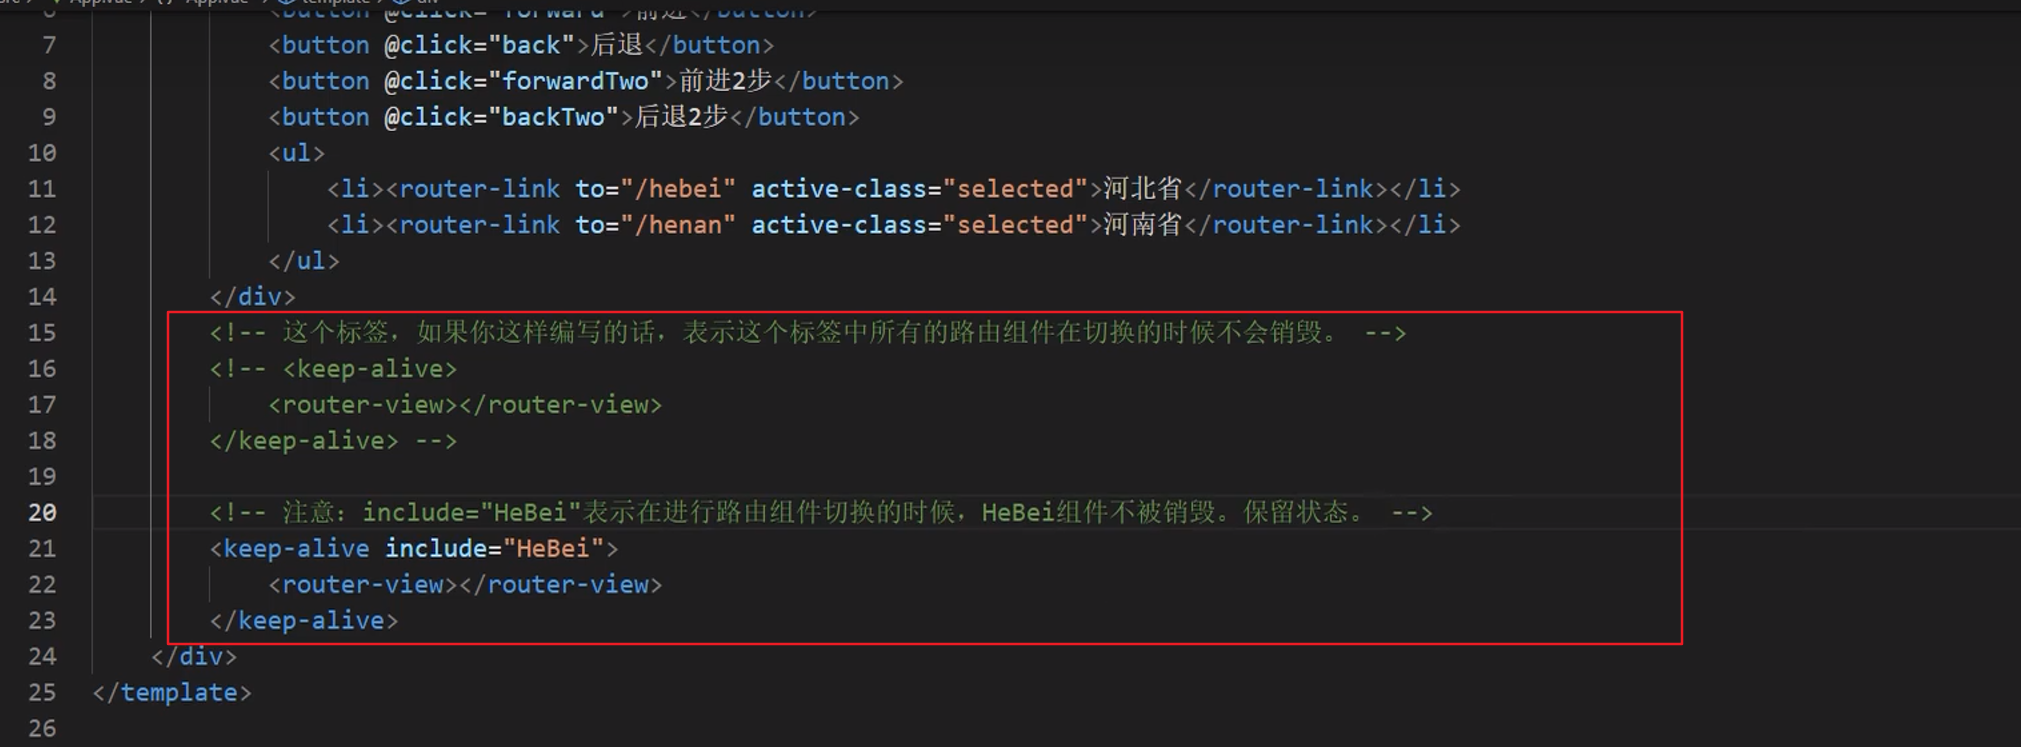 App.vue > {} App.vue > template > div
6 <button @click="forward">前进</button>
7 <button @click="back">后退</button>
8 <button @click="forwardTwo">前进2步</button>
9 <button @click="backTwo">后退2步</button>
10 <ul>
11 <li><router-link to="/hebei" active-class="selected">河北省</router-link></li>
12 <li><router-link to="/henan" active-class="selected">河南省</router-link></li>
13 </ul>
14 </div>
15 <!-- 这个标签，如果你这样编写的话，表示这个标签中所有的路由组件在切换的时候不会销毁。 -->
16 <!-- <keep-alive>
17 <router-view></router-view>
18 </keep-alive> -->
19
20 <!-- 注意：include="HeBei"表示在进行路由组件切换的时候，HeBei组件不被销毁。保留状态。 -->
21 <keep-alive include="HeBei">
22 <router-view></router-view>
23 </keep-alive>
24 </div>
25 </template>
26